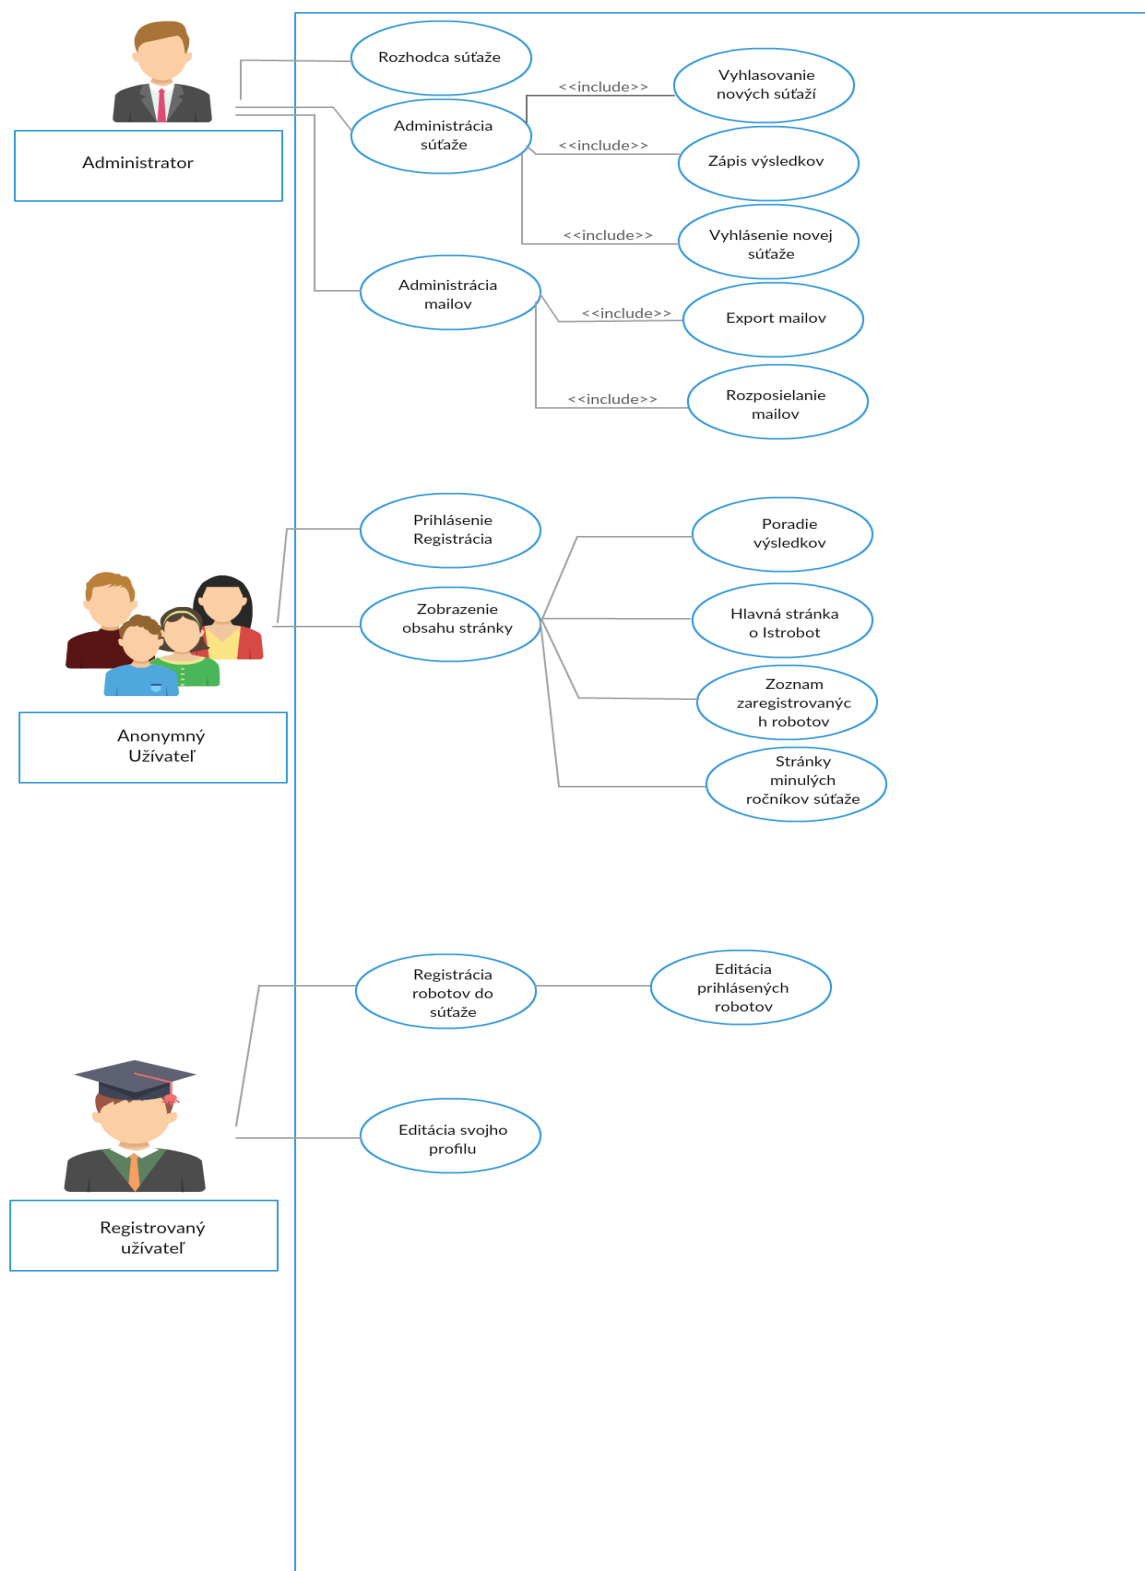 Administrator
Rozhodca súťaže
Administrácia
súťaže
<<include>>
Vyhlasovanie
nových súťaží
<<include>>
Zápis výsledkov
<<include>>
Vyhlásenie novej
súťaže
Administrácia
mailov
<<include>>
Export mailov
<<include>>
Rozposielanie
mailov
Anonymný
Užívateľ
Prihlásenie
Registrácia
Zobrazenie
obsahu stránky
Poradie
výsledkov
Hlavná stránka
o Istrobot
Zoznam
zaregistrovanýc
h robotov
Stránky
minulých
ročníkov súťaže
Registrovaný
užívateľ
Registrácia
robotov do
súťaže
Editácia
prihlásených
robotov
Editácia svojho
profilu